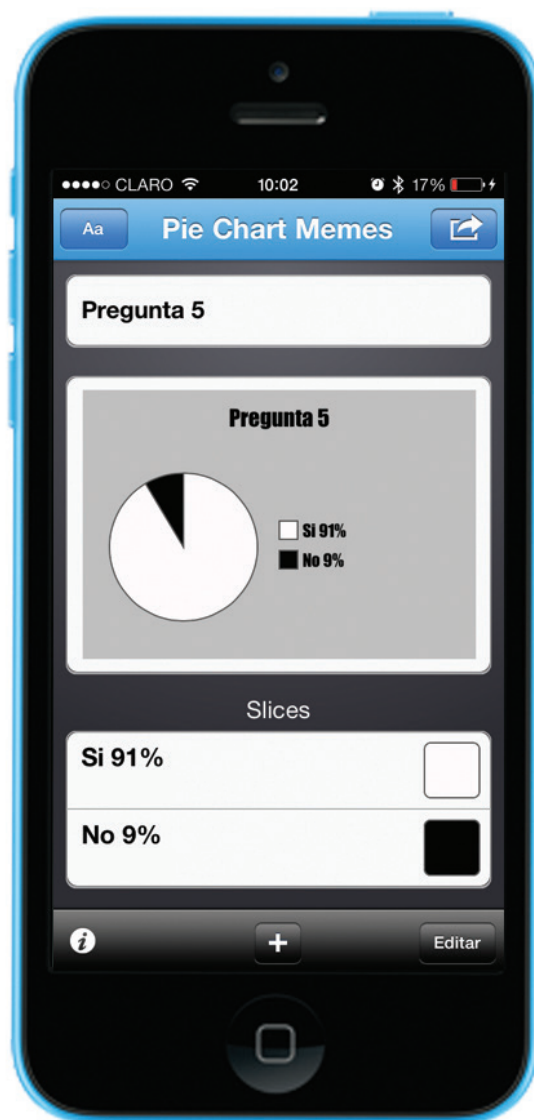 CLARO 10:02 17%
Aa Pie Chart Memes
Pregunta 5
Pregunta 5
Si 91%
No 9%
Slices
Si 91%
No 9%
Editar